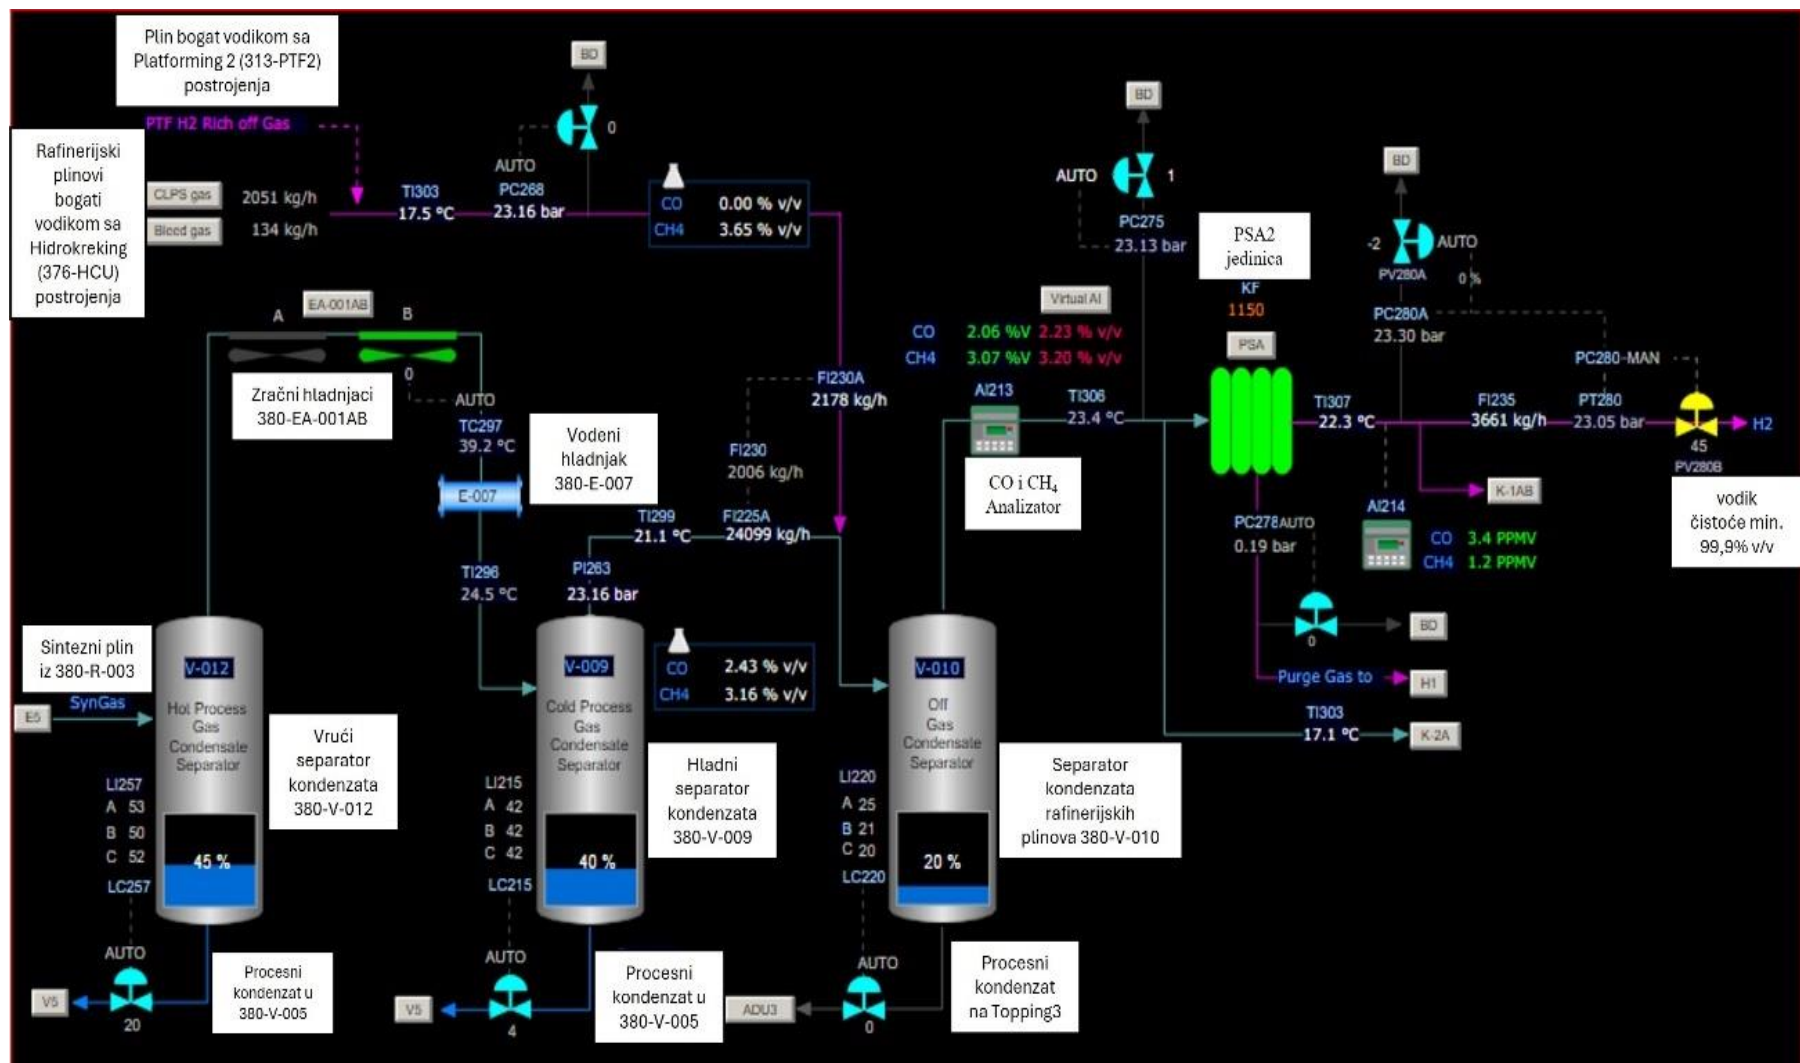 Plin bogat vodikom sa
Platforming 2 (313-PTF2)
postrojenja
PTF H2 Rich off Gas
Rafinerijski
plinovi
bogati
vodikom sa
Hidrokreking
(376-HCU)
postrojenja
CLPS gas
2051 kg/h
Bleed gas
134 kg/h
TI303
17.5 °C
AUTO
PC268
23.16 bar
BD
0
CO 0.00 % v/v
CH4 3.65 % v/v
EA-001AB
A
B
0
Zračni hladnjaci
380-EA-001AB
AUTO
TC297
39.2 °C
E-007
Vodeni
hladnjak
380-E-007
TI296
24.5 °C
TI299
21.1 °C
FI230
2006 kg/h
FI225A
24099 kg/h
FI230A
2178 kg/h
PI263
23.16 bar
Sintezni plin
iz 380-R-003
SynGas
E5
V-012
Hot Process
Gas
Condensate
Separator
Vrući
separator
kondenzata
380-V-012
LI257
A 53
B 50
C 52
LC257
45 %
AUTO
V5
20
Procesni
kondenzat u
380-V-005
V-009
Cold Process
Gas
Condensate
Separator
CO 2.43 % v/v
CH4 3.16 % v/v
Hladni
separator
kondenzata
380-V-009
LI215
A 42
B 42
C 42
LC215
40 %
AUTO
V5
4
Procesni
kondenzat u
380-V-005
V-010
Off
Gas
Condensate
Separator
Separator
kondenzata
rafinerijskih
plinova 380-V-010
LI220
A 25
B 21
C 20
LC220
20 %
AUTO
ADU3
0
Procesni
kondenzat
na Topping3
Virtual AI
CO 2.06 %V 2.23 % v/v
CH4 3.07 %V 3.20 % v/v
AI213
CO i CH₄
Analizator
TI306
23.4 °C
BD
AUTO
1
PC275
23.13 bar
PSA2
jedinica
KF
1150
PSA
TI307
22.3 °C
BD
-2
AUTO
PV280A
0 %
PC280A
23.30 bar
PC280-MAN
FI235
3661 kg/h
PT280
23.05 bar
H2
45
PV280B
vodik
čistoće min.
99,9% v/v
K-1AB
AI214
CO 3.4 PPMV
CH4 1.2 PPMV
PC278 AUTO
0.19 bar
0
BD
Purge Gas to
H1
TI303
17.1 °C
K-2A